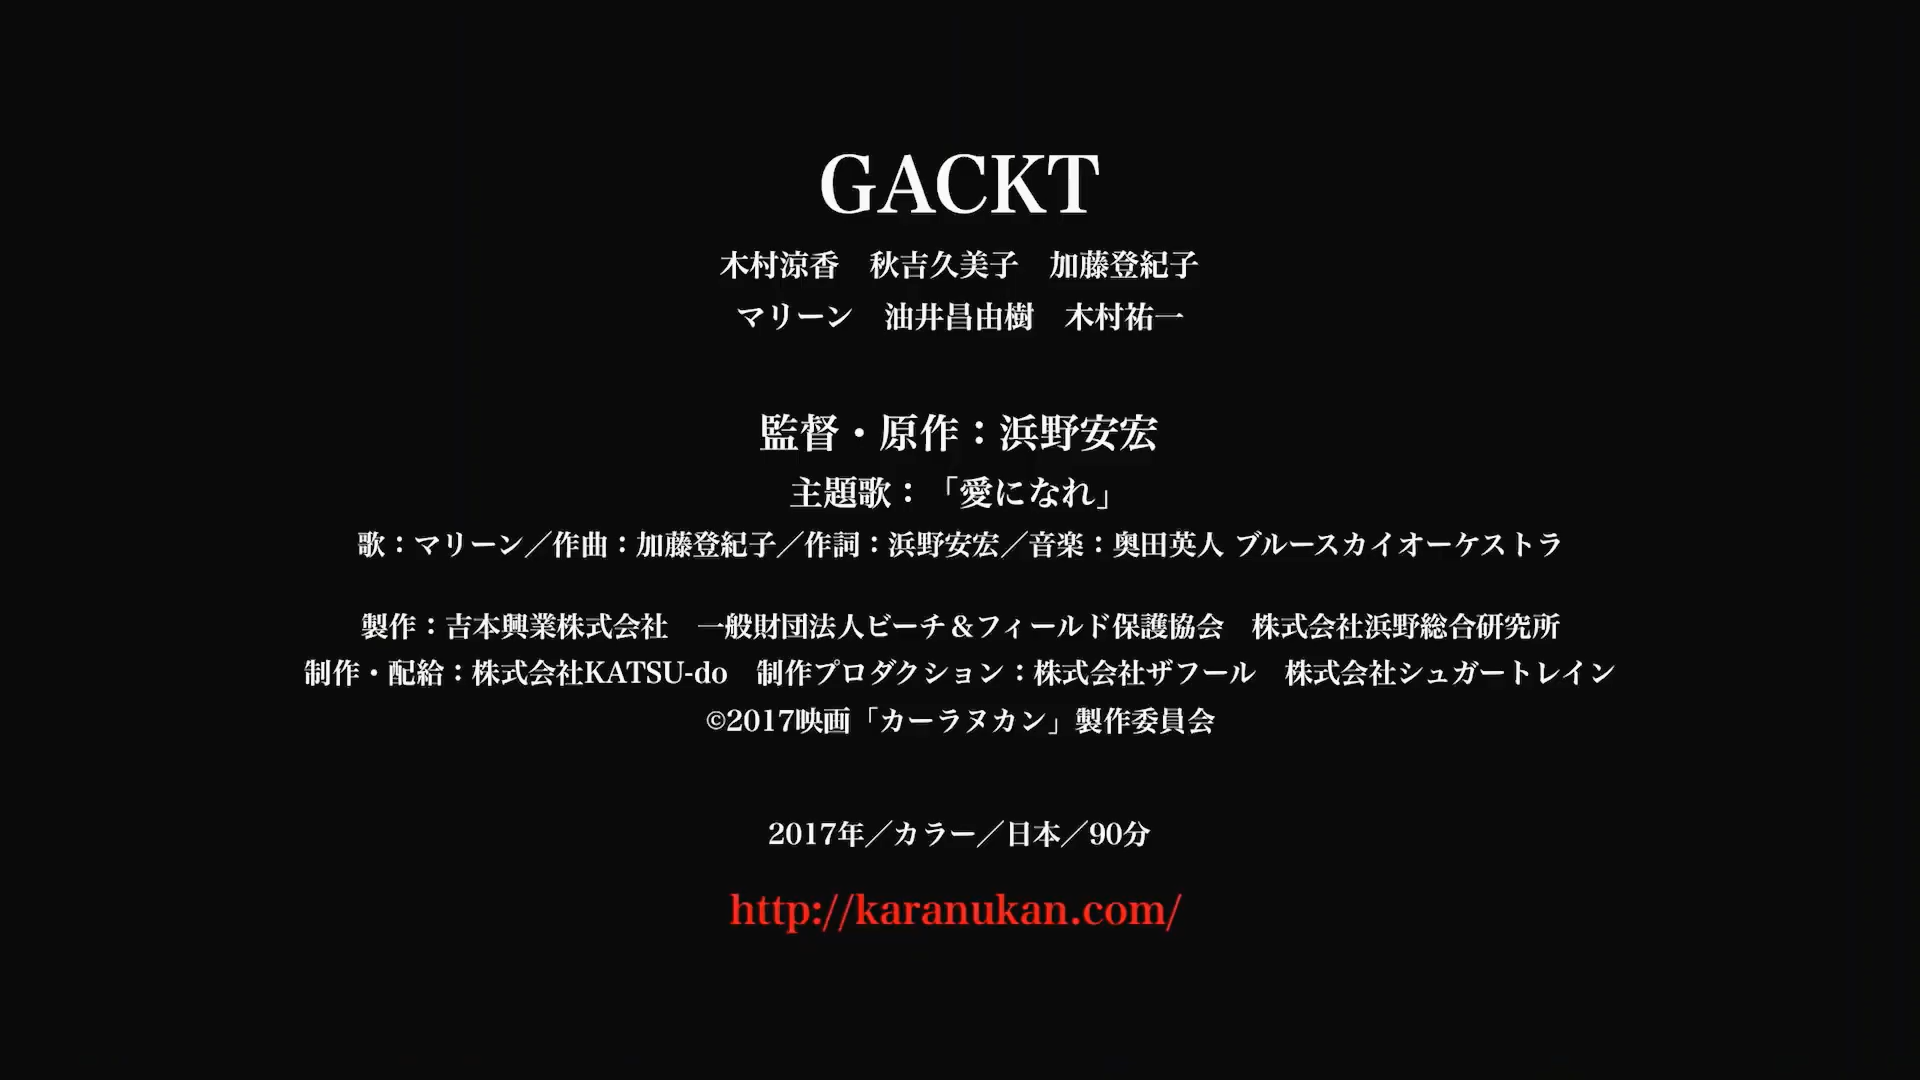 GACKT
木村涼香　秋吉久美子　加藤登紀子
マリーン　油井昌由樹　木村祐一
監督・原作：浜野安宏
主題歌：「愛になれ」
歌：マリーン／作曲：加藤登紀子／作詞：浜野安宏／音楽：奥田英人 ブルースカイオーケストラ
製作：吉本興業株式会社　一般財団法人ビーチ＆フィールド保護協会　株式会社浜野総合研究所
制作・配給：株式会社KATSU-do　制作プロダクション：株式会社ザフール　株式会社シュガートレイン
©2017映画「カーラヌカン」製作委員会
2017年／カラー／日本／90分
http://karanukan.com/